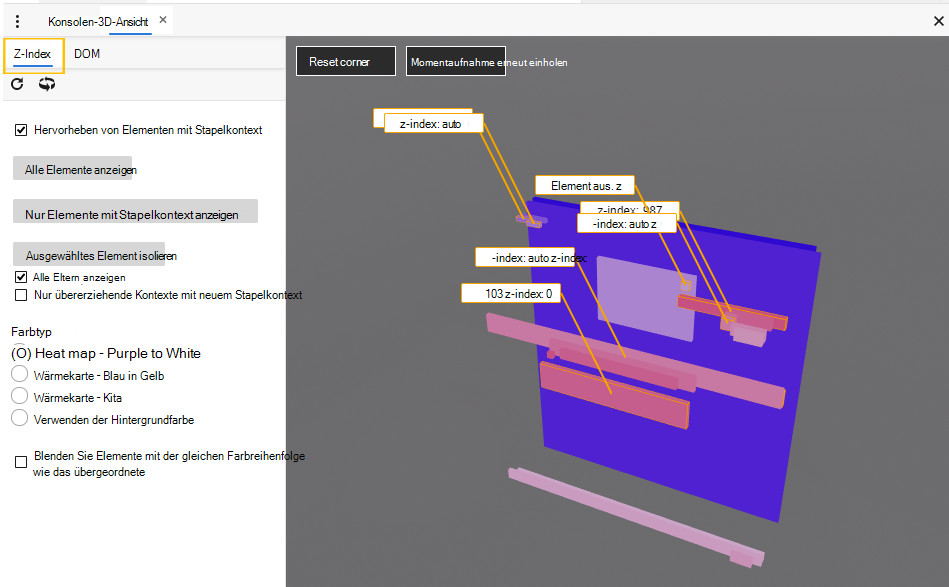 Konsolen-3D-Ansicht
Z-Index
DOM
Hervorheben von Elementen mit Stapelkontext
Alle Elemente anzeigen
Nur Elemente mit Stapelkontext anzeigen
Ausgewähltes Element isolieren
Alle Eltern anzeigen
Nur übererziehende Kontexte mit neuem Stapelkontext
Farbtyp
(O) Heat map - Purple to White
Wärmekarte - Blau in Gelb
Wärmekarte - Kita
Verwenden der Hintergrundfarbe
Blenden Sie Elemente mit der gleichen Farbreihenfolge
wie das übergeordnete
Reset corner
Momentaufnahme erneut einholen
z-index: auto
Element aus. z
z-index: 987
-index: auto z
-index: auto z-index:
103 z-index: 0